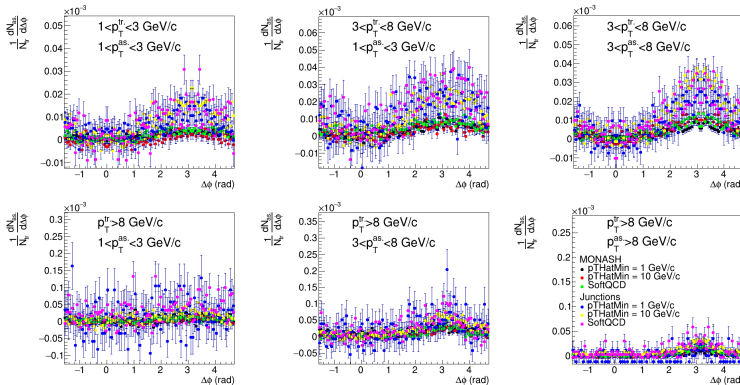 ×10⁻³ ×10⁻³ ×10⁻³
1<p_T^tr.<3 GeV/c
1<p_T^as.<3 GeV/c
1/N_tr dN_as./dΔφ
0.05
0.04
0.03
0.02
0.01
0
−0.01
−1 0 1 2 3 4
Δφ (rad)
3<p_T^tr.<8 GeV/c
1<p_T^as.<3 GeV/c
1/N_tr dN_as./dΔφ
0.06
0.05
0.04
0.03
0.02
0.01
0
−0.01
−1 0 1 2 3 4
Δφ (rad)
3<p_T^tr.<8 GeV/c
3<p_T^as.<8 GeV/c
1/N_tr dN_as./dΔφ
0.06
0.05
0.04
0.03
0.02
0.01
0
−0.01
−1 0 1 2 3 4
Δφ (rad)
×10⁻³ ×10⁻³ ×10⁻³
p_T^tr.>8 GeV/c
1<p_T^as.<3 GeV/c
1/N_tr dN_as./dΔφ
0.3
0.25
0.2
0.15
0.1
0.05
0
−0.05
−0.1
−1 0 1 2 3 4
Δφ (rad)
p_T^tr.>8 GeV/c
3<p_T^as.<8 GeV/c
1/N_tr dN_as./dΔφ
0.3
0.25
0.2
0.15
0.1
0.05
0
−0.05
−1 0 1 2 3 4
Δφ (rad)
p_T^tr.>8 GeV/c
p_T^as.>8 GeV/c
1/N_tr dN_as./dΔφ
0.25
0.2
0.15
0.1
0.05
0
MONASH
pTHatMin = 1 GeV/c
pTHatMin = 10 GeV/c
SoftQCD
Junctions
pTHatMin = 1 GeV/c
pTHatMin = 10 GeV/c
SoftQCD
−1 0 1 2 3 4
Δφ (rad)